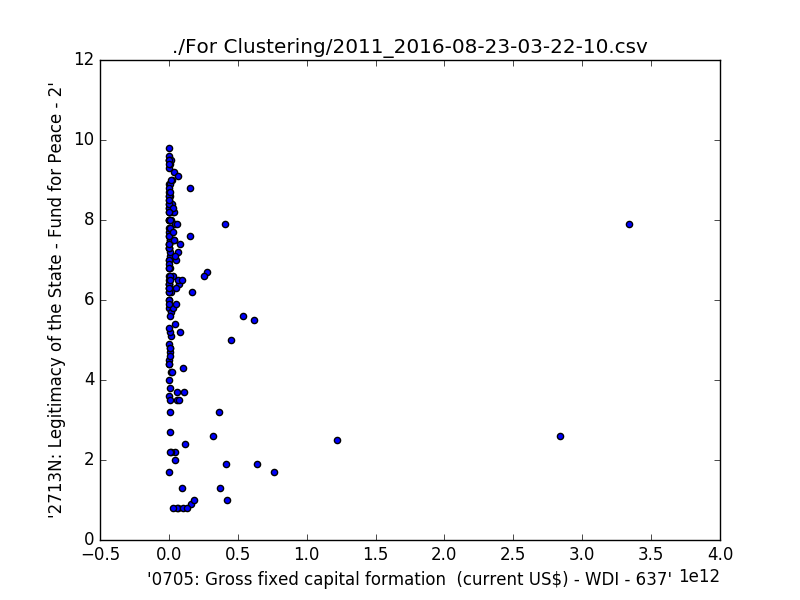 ./For Clustering/2011_2016-08-23-03-22-10.csv
12
10
8
6
4
2
0
'2713N: Legitimacy of the State - Fund for Peace - 2'
−0.5 0.0 0.5 1.0 1.5 2.0 2.5 3.0 3.5 4.0
1e12
'0705: Gross fixed capital formation  (current US$) - WDI - 637'